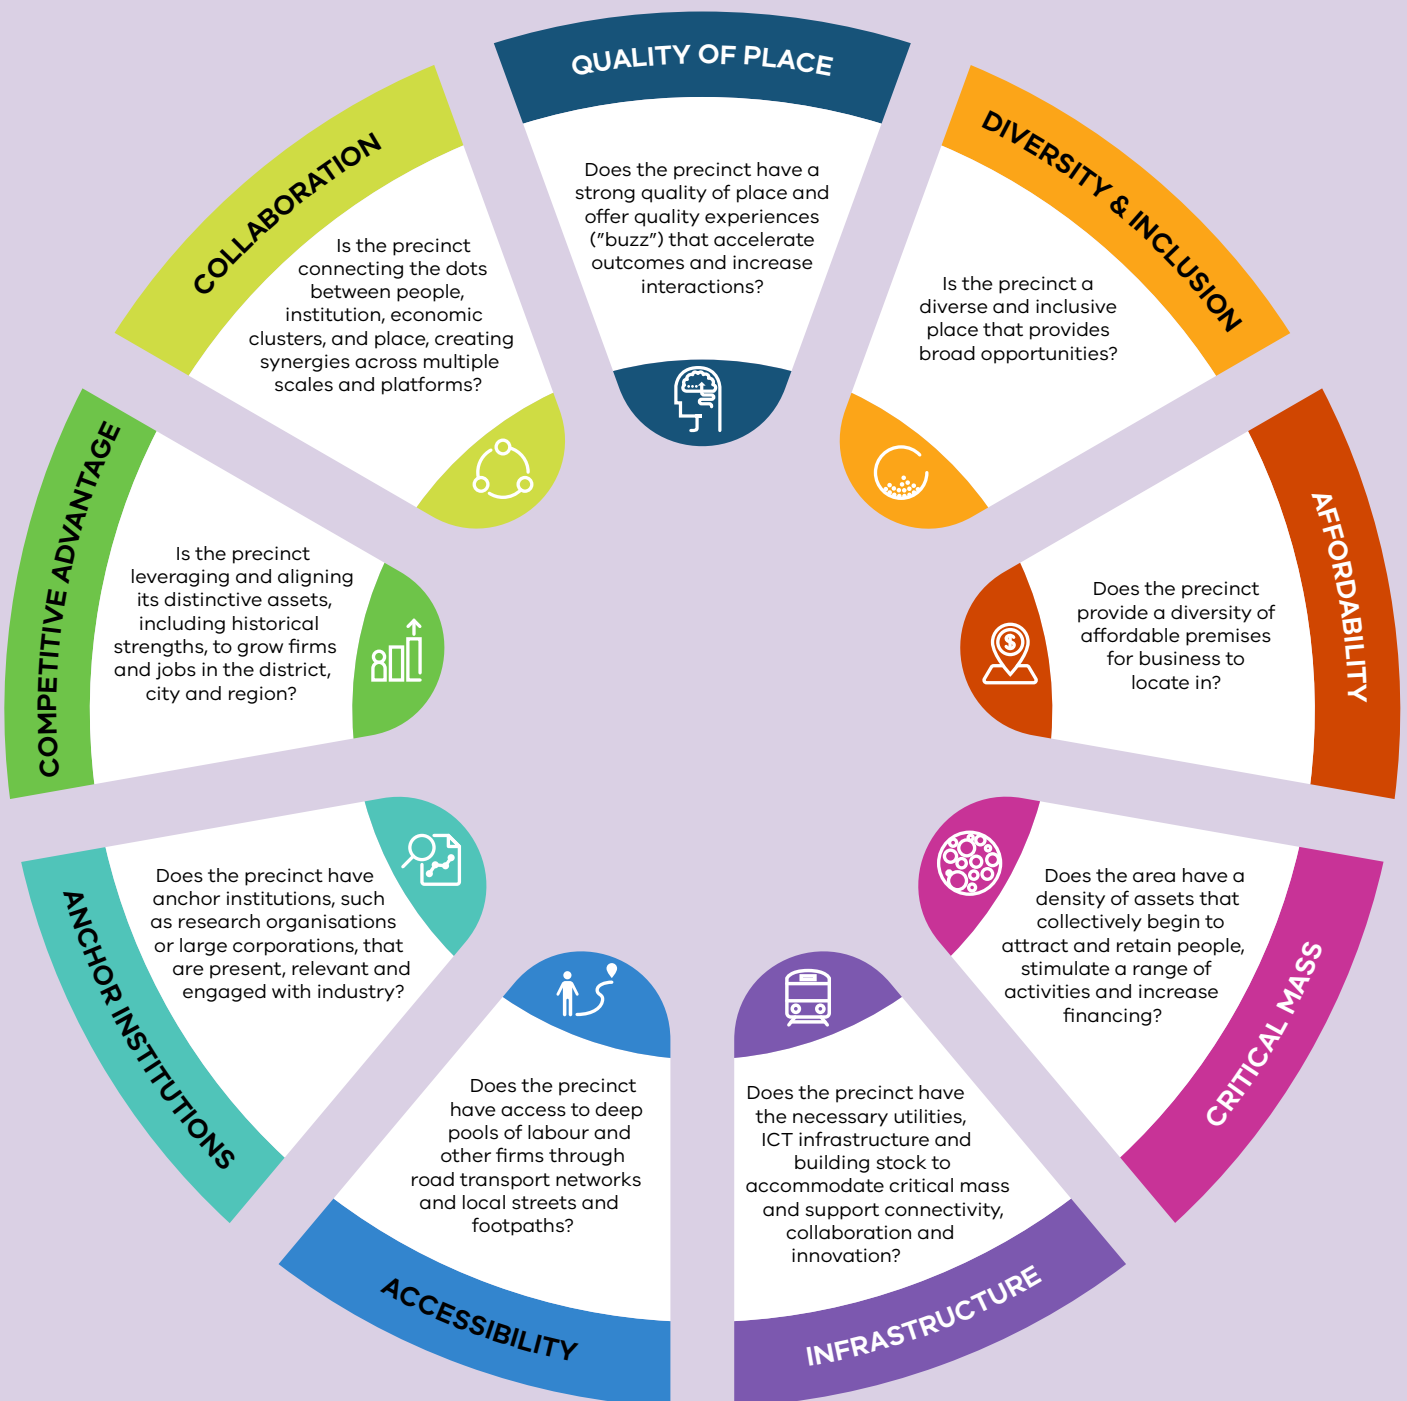 QUALITY OF PLACE
Does the precinct have a
strong quality of place and
offer quality experiences
("buzz") that accelerate
outcomes and increase
interactions?
DIVERSITY & INCLUSION
Is the precinct a
diverse and inclusive
place that provides
broad opportunities?
AFFORDABILITY
Does the precinct
provide a diversity of
affordable premises
for business to
locate in?
$
CRITICAL MASS
Does the area have a
density of assets that
collectively begin to
attract and retain people,
stimulate a range of
activities and increase
financing?
INFRASTRUCTURE
Does the precinct have
the necessary utilities,
ICT infrastructure and
building stock to
accommodate critical mass
and support connectivity,
collaboration and
innovation?
ACCESSIBILITY
Does the precinct
have access to deep
pools of labour and
other firms through
road transport networks
and local streets and
footpaths?
ANCHOR INSTITUTIONS
Does the precinct have
anchor institutions, such
as research organisations
or large corporations, that
are present, relevant and
engaged with industry?
COMPETITIVE ADVANTAGE
Is the precinct
leveraging and aligning
its distinctive assets,
including historical
strengths, to grow firms
and jobs in the district,
city and region?
COLLABORATION
Is the precinct
connecting the dots
between people,
institution, economic
clusters, and place, creating
synergies across multiple
scales and platforms?